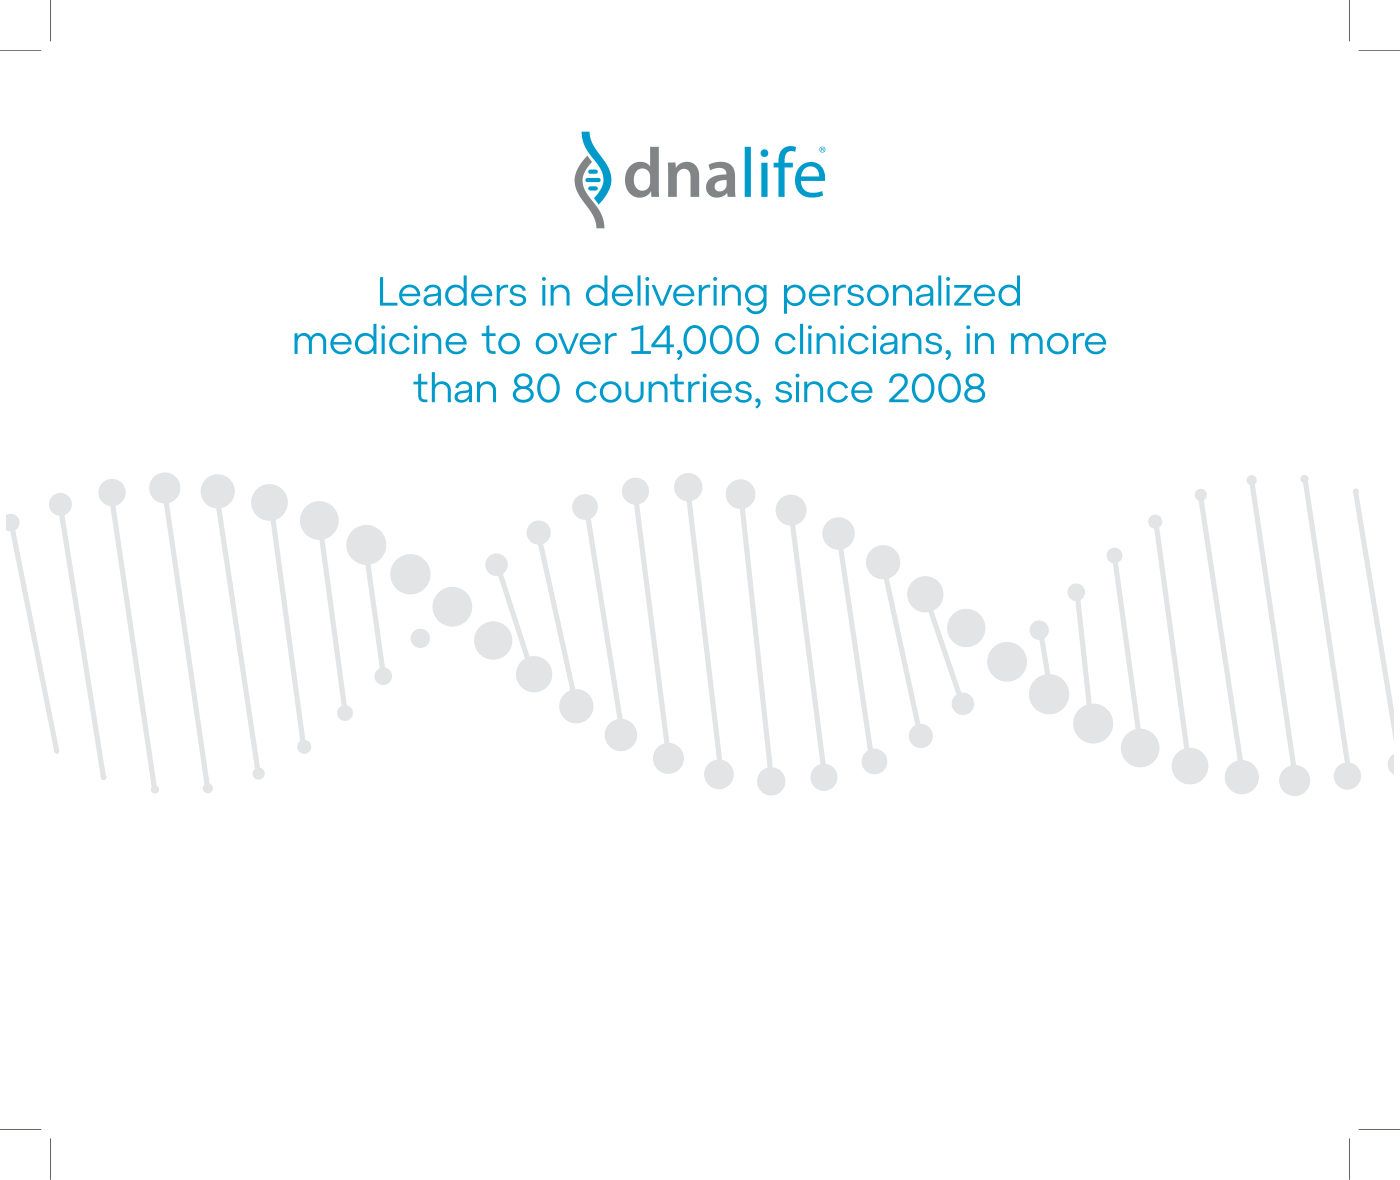 dnalife®
Leaders in delivering personalized
medicine to over 14,000 clinicians, in more
than 80 countries, since 2008